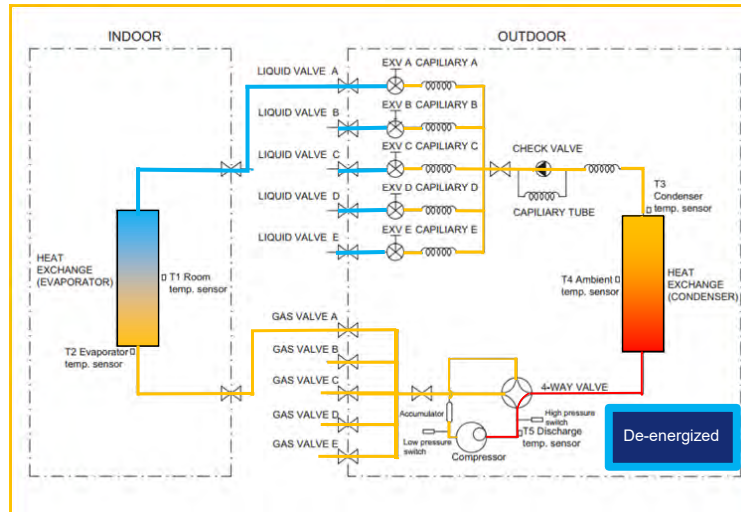 INDOOR
OUTDOOR
EXV A CAPILIARY A
LIQUID VALVE A
EXV B CAPILIARY B
LIQUID VALVE B
EXV C CAPILIARY C
LIQUID VALVE C
CHECK VALVE
EXV D CAPILIARY D
LIQUID VALVE D
CAPILIARY TUBE
T3
Condenser
temp. sensor
EXV E CAPILIARY E
LIQUID VALVE E
HEAT
EXCHANGE
(EVAPORATOR)
T1 Room
temp. sensor
T4 Ambient
temp. sensor
HEAT
EXCHANGE
(CONDENSER)
GAS VALVE A
T2 Evaporator
temp. sensor
GAS VALVE B
GAS VALVE C
4-WAY VALVE
Accumulator
GAS VALVE D
High pressure
switch
T5 Discharge
temp. sensor
Low pressure
switch
Compressor
GAS VALVE E
De-energized